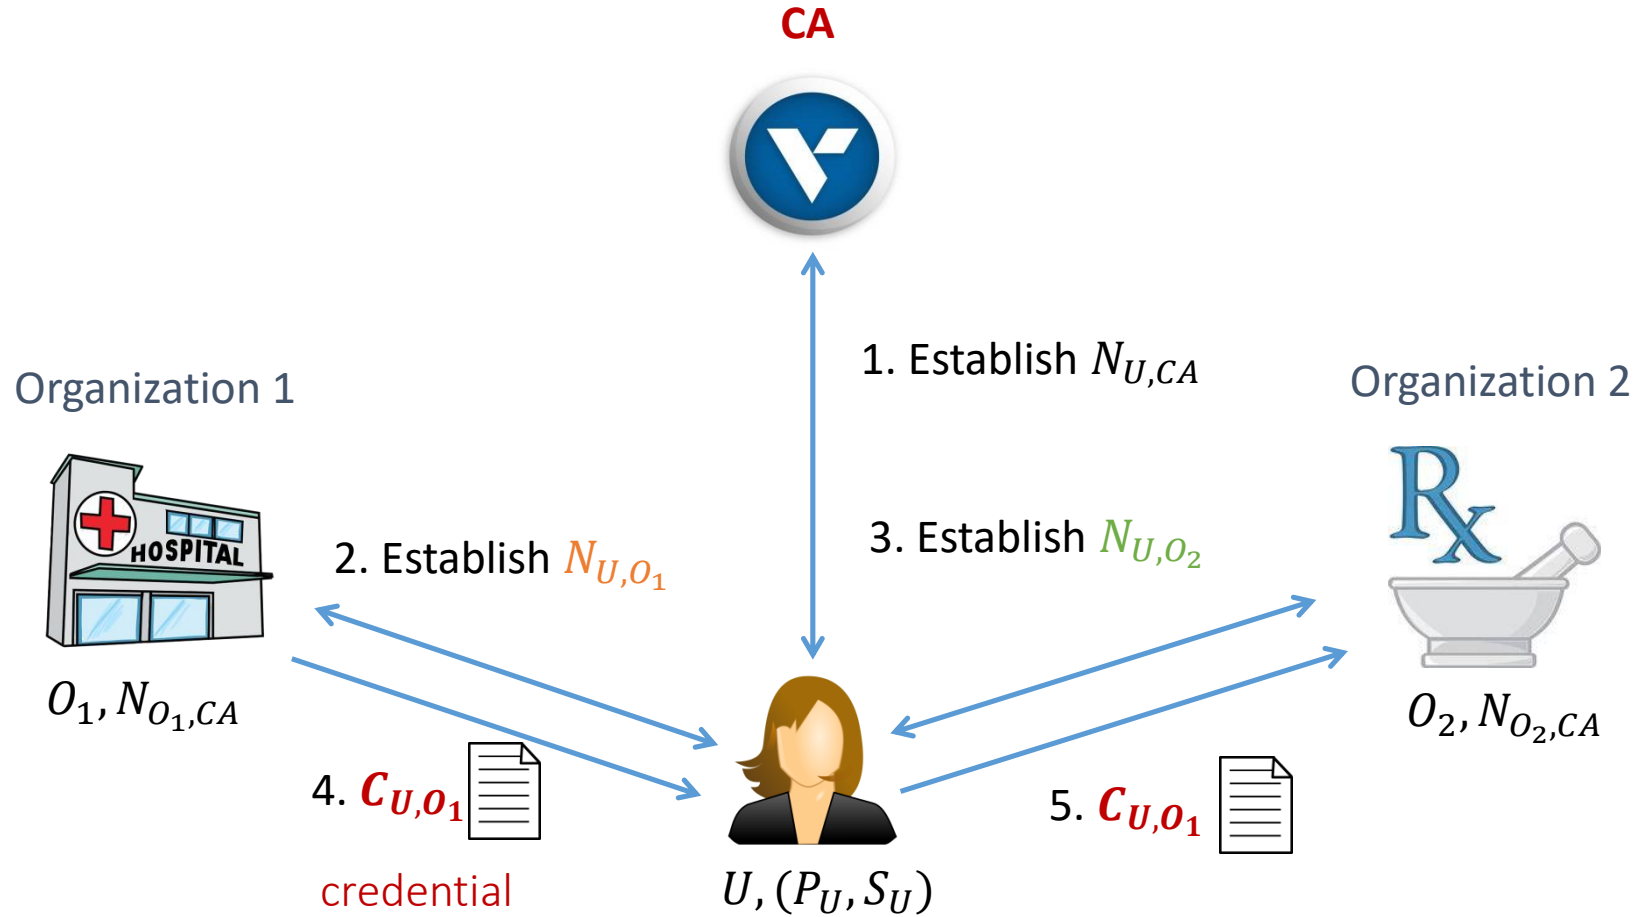 CA
1. Establish N_{U,CA}
Organization 1
Organization 2
HOSPITAL
Rx
2. Establish N_{U,O_1}
3. Establish N_{U,O_2}
O_1, N_{O_1,CA}
O_2, N_{O_2,CA}
4. C_{U,O_1}
credential
5. C_{U,O_1}
U, (P_U, S_U)